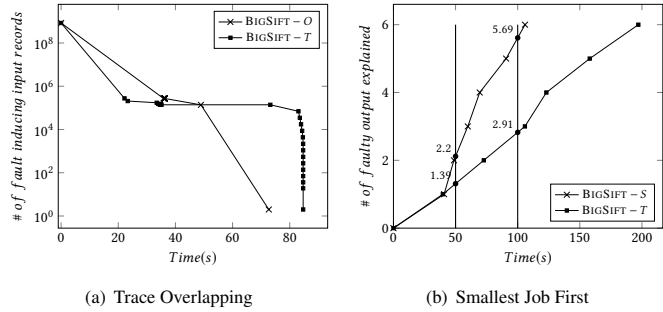 # of fault inducing input records
10^8
10^6
10^4
10^2
10^0
0
20
40
60
80
Time(s)
BIGSIFT – O
BIGSIFT – T
(a) Trace Overlapping
# of faulty output explained
6
4
2
0
0
50
100
150
200
Time(s)
5.69
2.91
2.2
1.39
BIGSIFT – S
BIGSIFT – T
(b) Smallest Job First